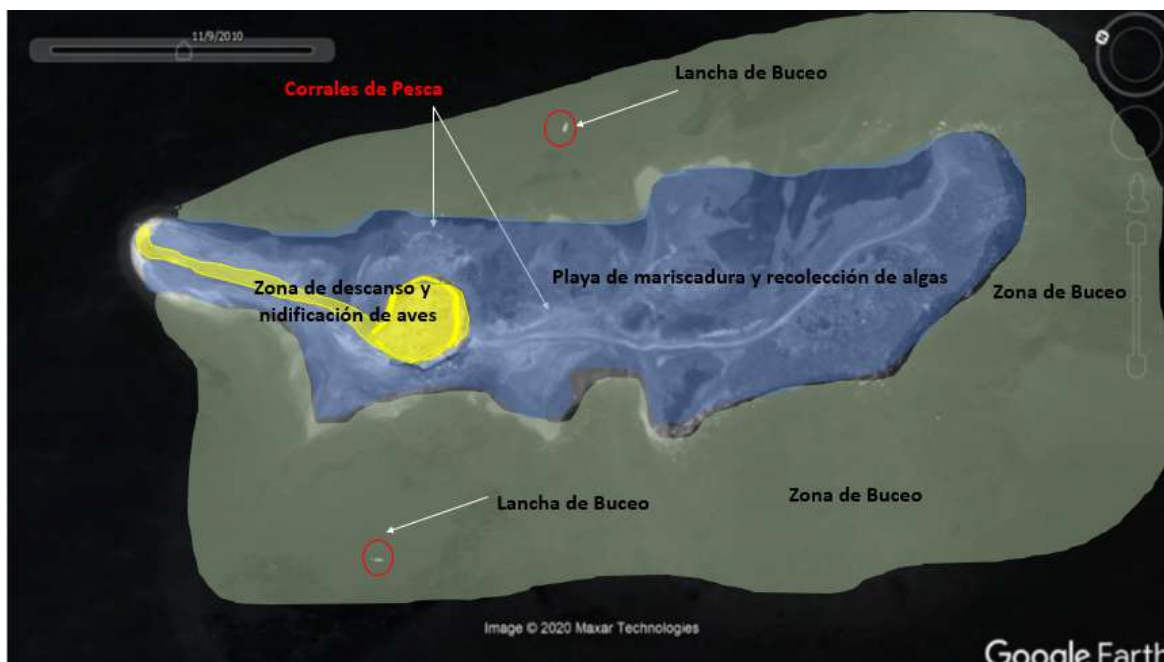 11/9/2010
Lancha de Buceo
Corrales de Pesca
Zona de descanso y
nidificación de aves
Playa de mariscadura y recolección de algas
Zona de Buceo
Lancha de Buceo
Zona de Buceo
Image © 2020 Maxar Technologies
Google Earth